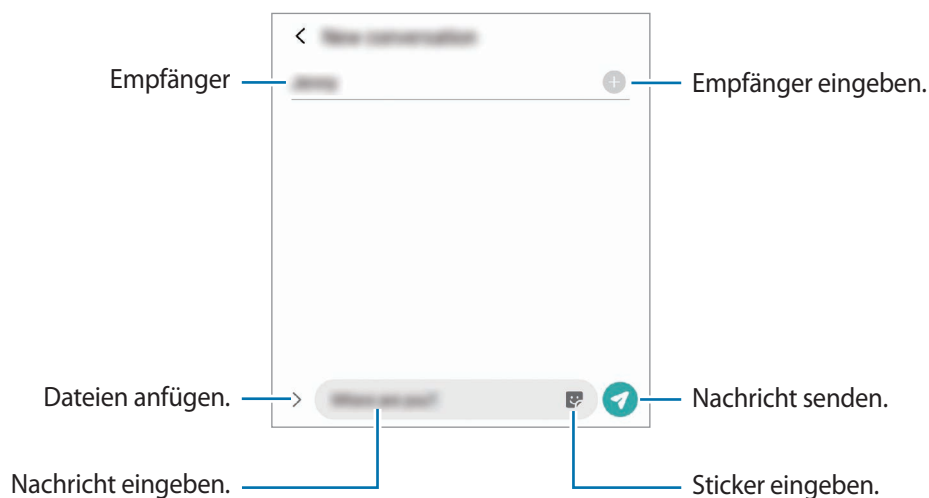 Empfänger
Empfänger eingeben.
Dateien anfügen.
Nachricht senden.
Nachricht eingeben.
Sticker eingeben.